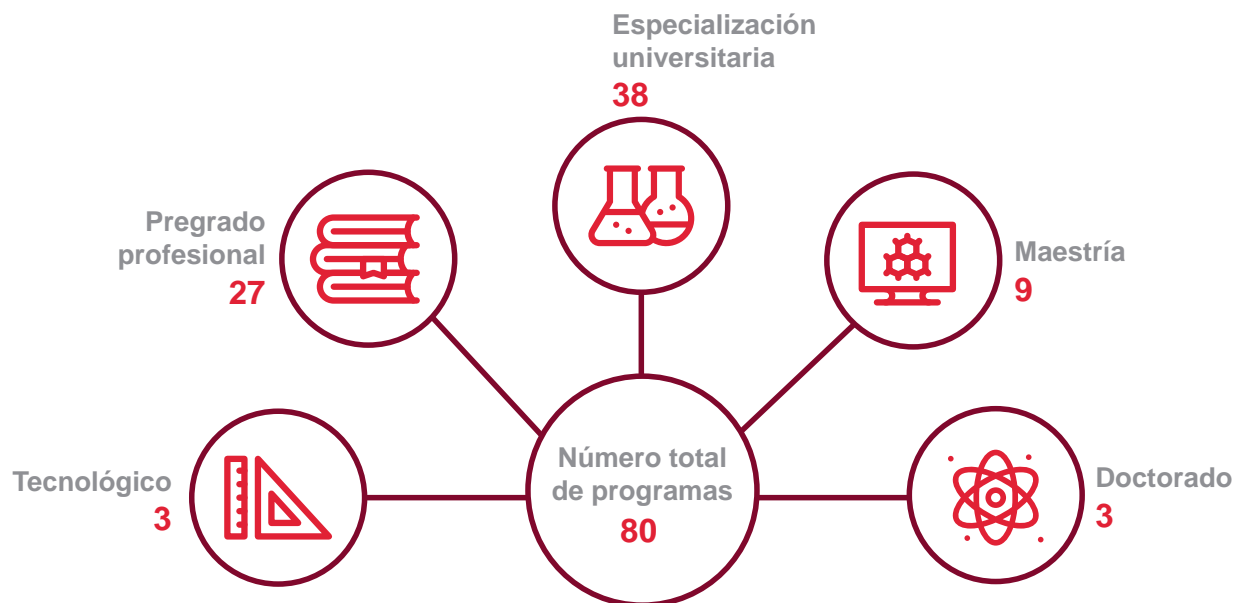 Especialización
universitaria
38
Pregrado
profesional
27
Maestría
9
Tecnológico
3
Número total
de programas
80
Doctorado
3